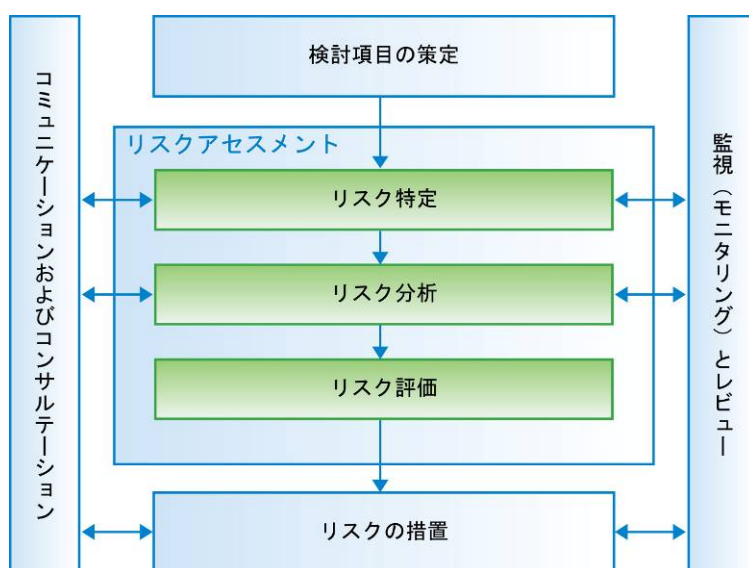 検討項目の策定
コミュニケーションおよびコンサルテーション
リスクアセスメント
リスク特定
リスク分析
リスク評価
リスクの措置
監視（モニタリング）とレビュー